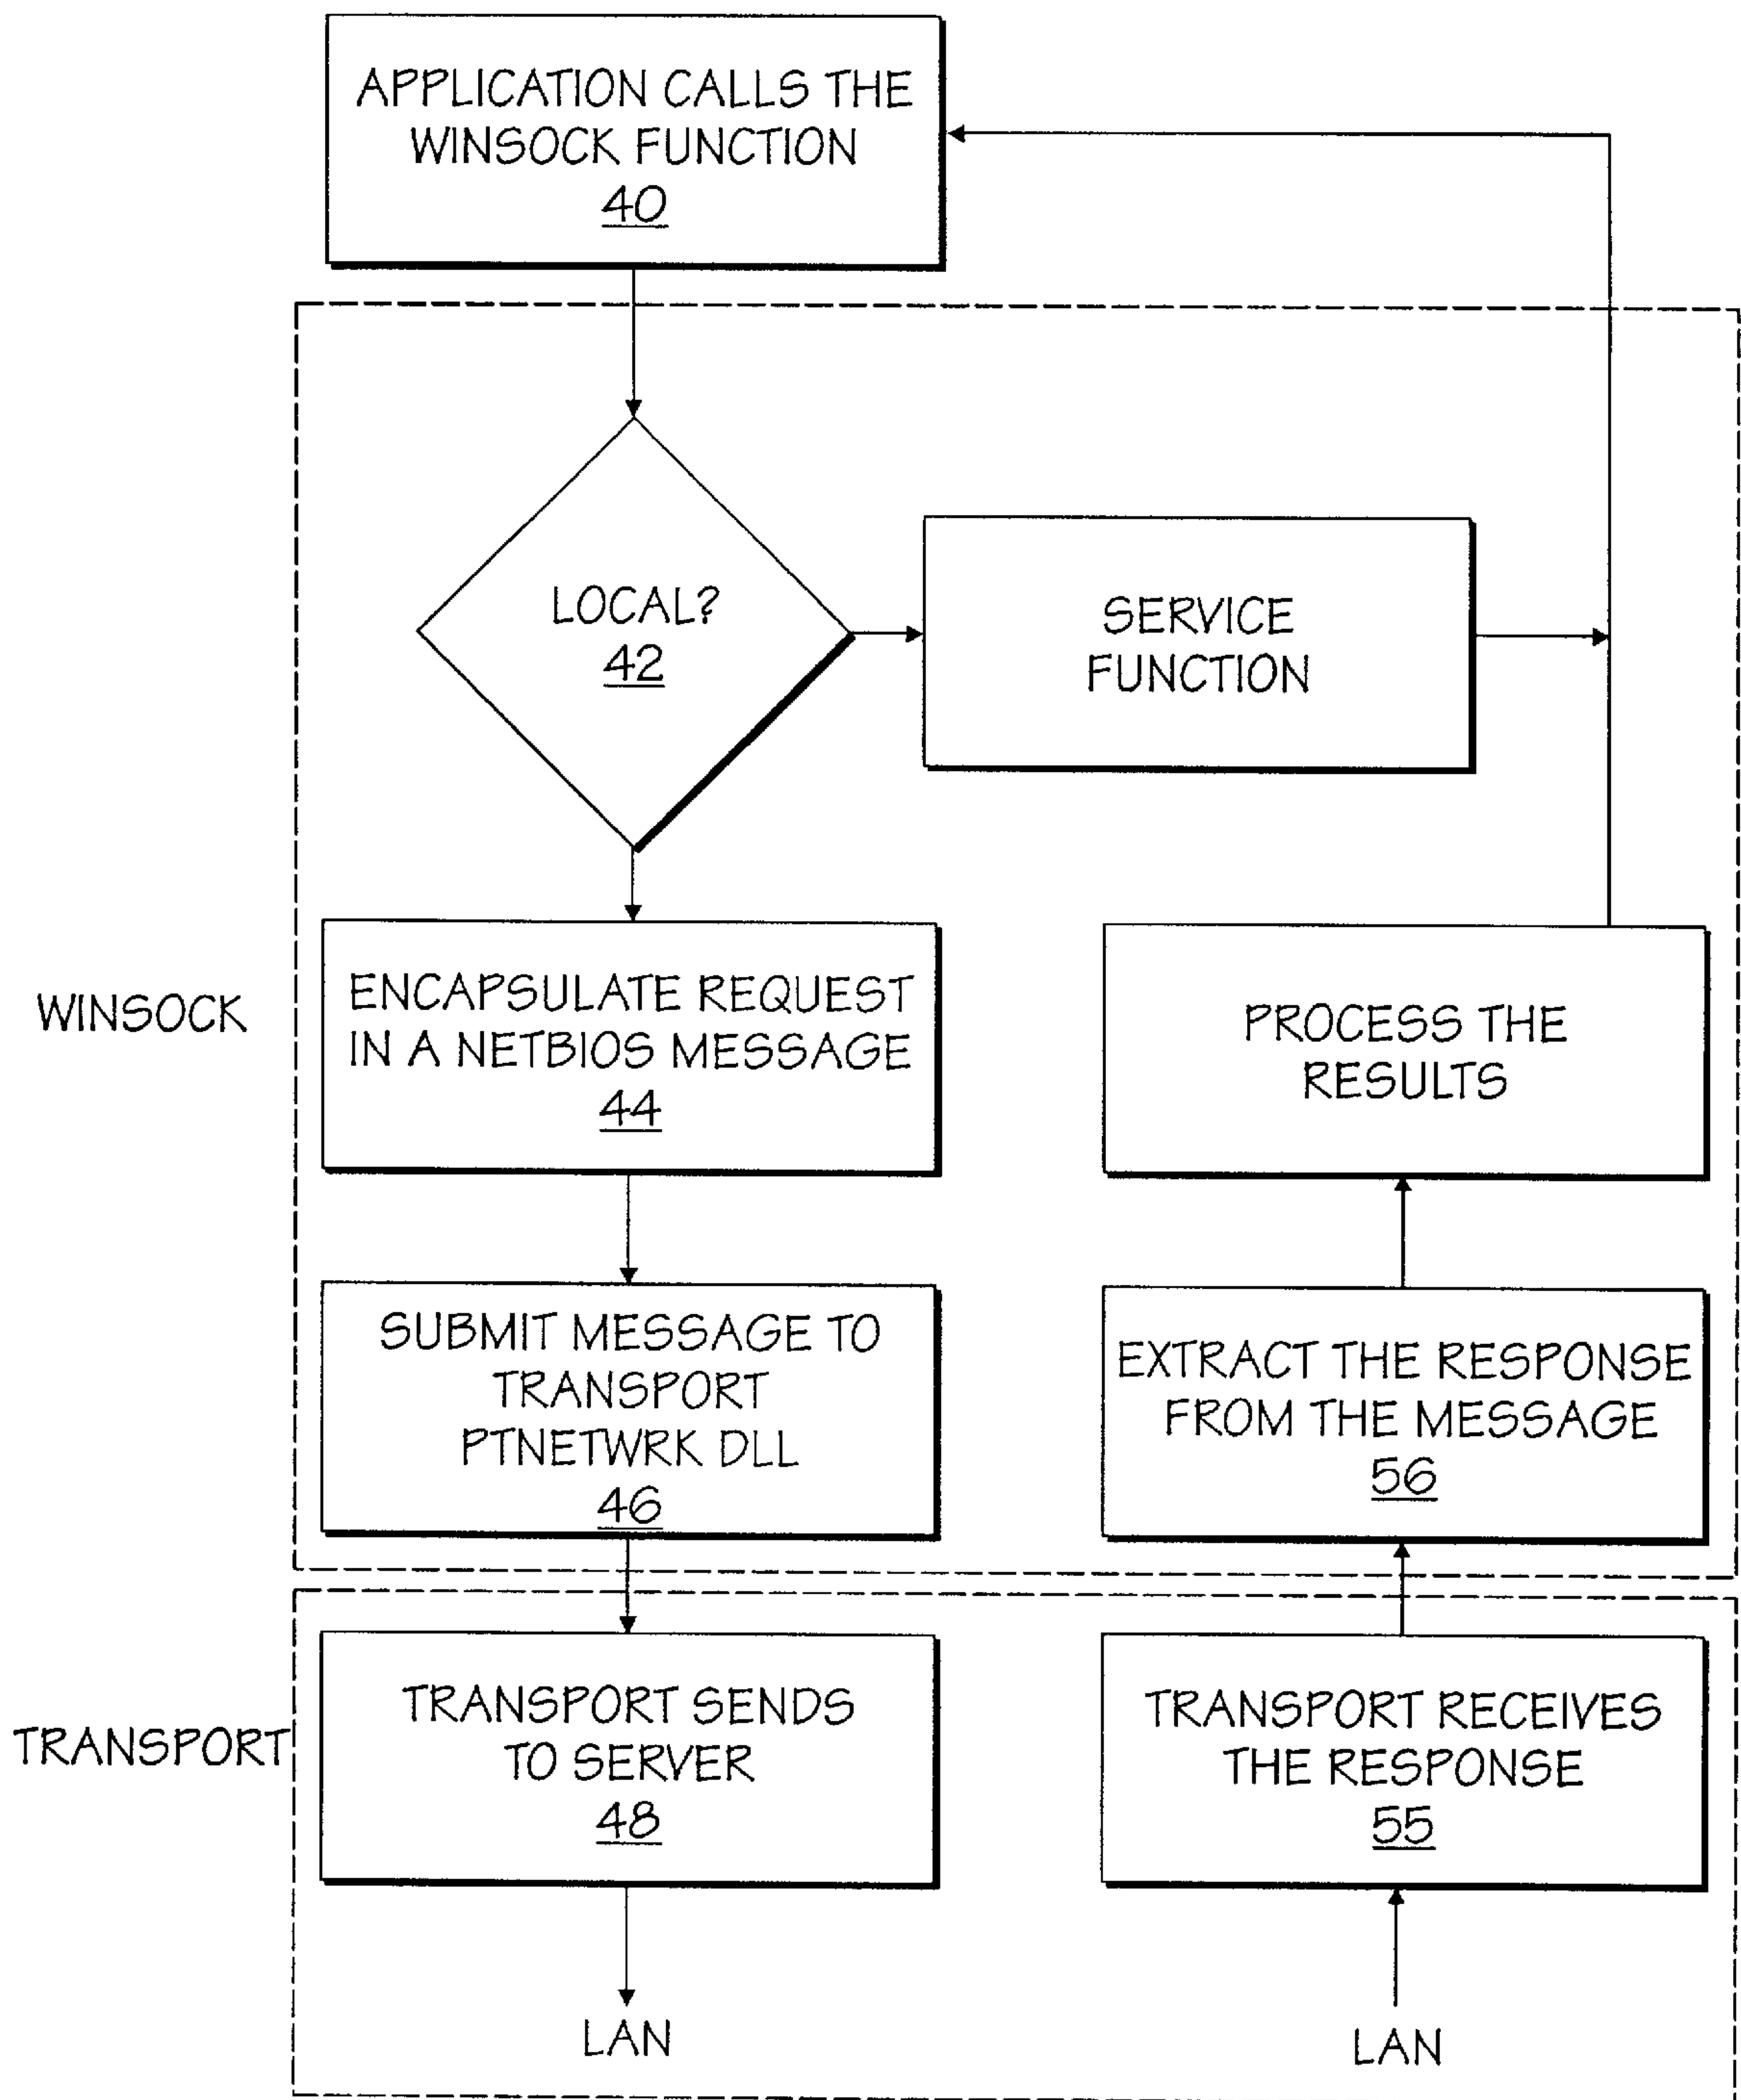 APPLICATION CALLS THE
WINSOCK FUNCTION
40
LOCAL?
42
SERVICE
FUNCTION
WINSOCK
ENCAPSULATE REQUEST
IN A NETBIOS MESSAGE
44
PROCESS THE
RESULTS
SUBMIT MESSAGE TO
TRANSPORT
PTNETWRK DLL
46
EXTRACT THE RESPONSE
FROM THE MESSAGE
56
TRANSPORT
TRANSPORT SENDS
TO SERVER
48
TRANSPORT RECEIVES
THE RESPONSE
55
LAN
LAN